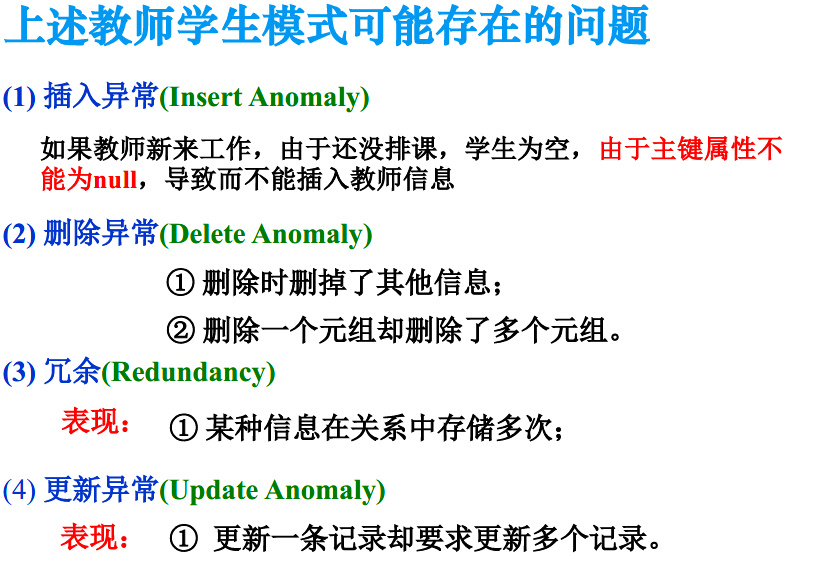 上述教师学生模式可能存在的问题
(1) 插入异常(Insert Anomaly)
如果教师新来工作，由于还没排课，学生为空，由于主键属性不
能为null，导致而不能插入教师信息
(2) 删除异常(Delete Anomaly)
① 删除时删掉了其他信息；
② 删除一个元组却删除了多个元组。
(3) 冗余(Redundancy)
表现： ① 某种信息在关系中存储多次；
(4) 更新异常(Update Anomaly)
表现： ① 更新一条记录却要求更新多个记录。